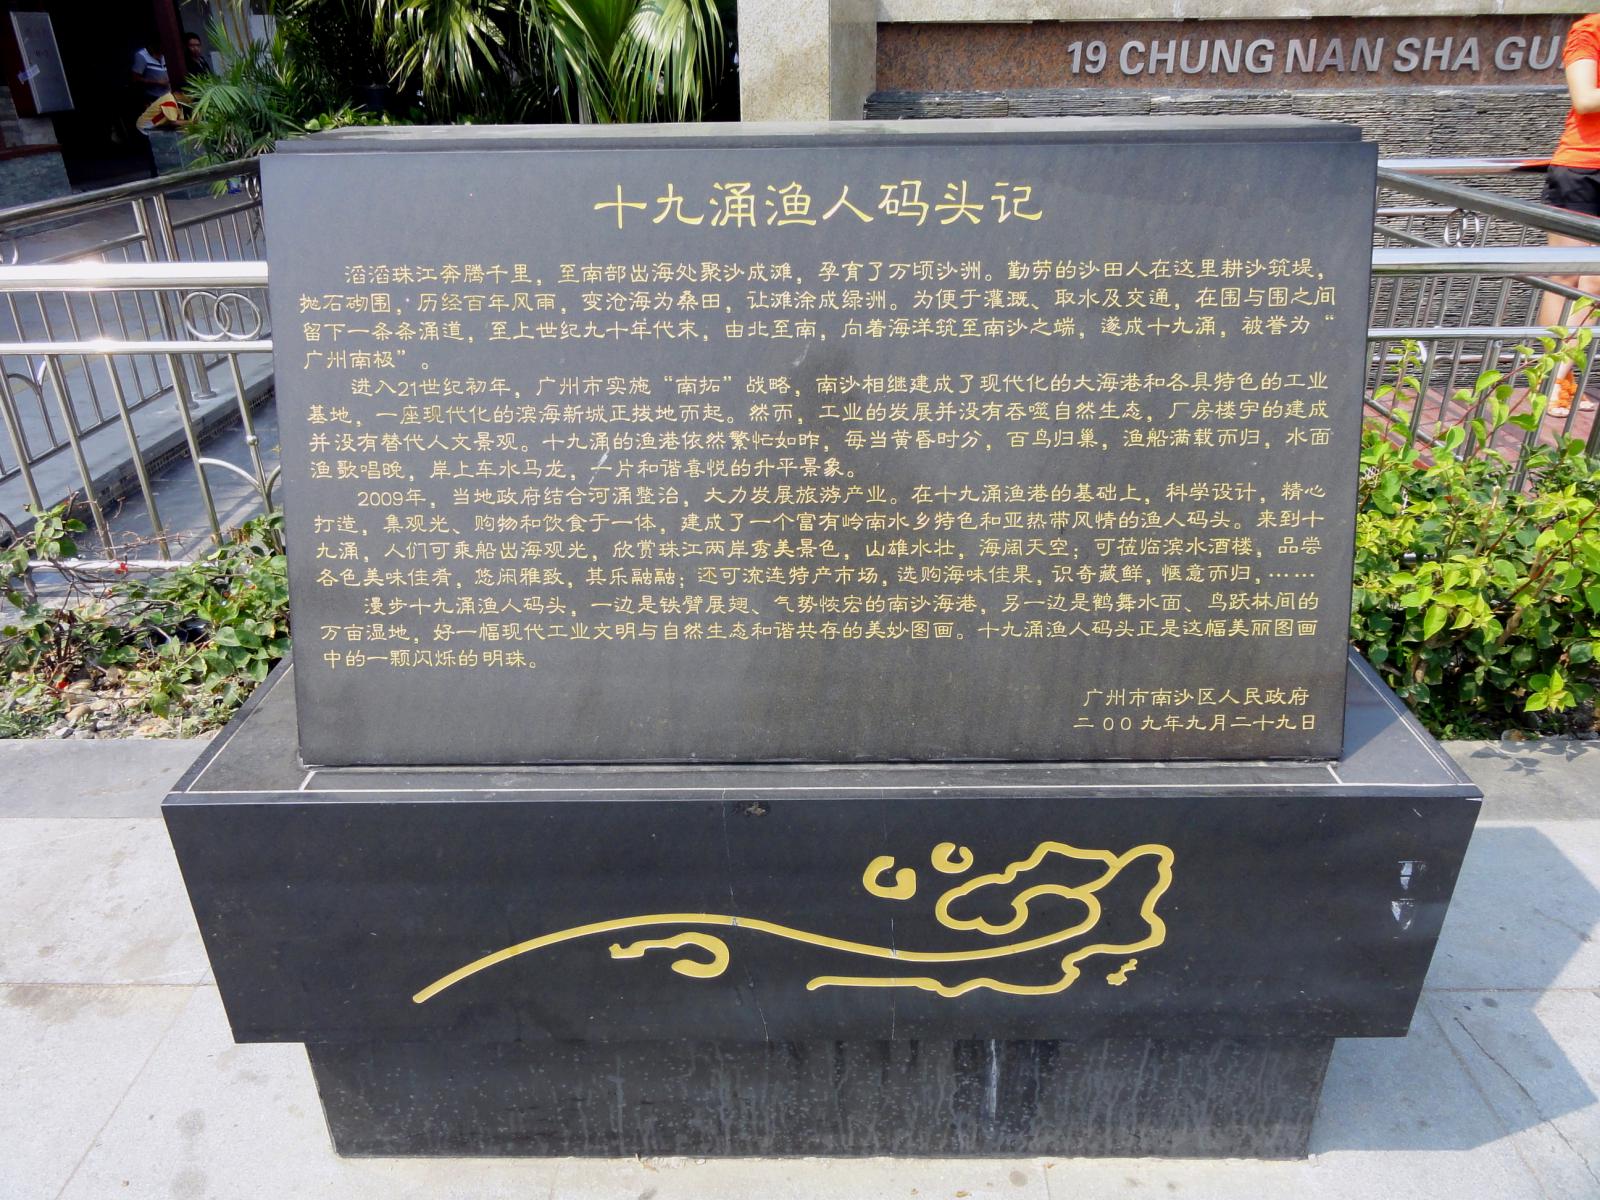 19 CHUNG NAN SHA GU
十九涌渔人码头记
滔滔珠江奔腾千里，至南部出海处聚沙成滩，孕育了万顷沙洲。勤劳的沙田人在这里耕沙筑堤，
抛石砌围，历经百年风雨，变沧海为桑田，让滩涂成绿洲。为便于灌溉、取水及交通，在围与围之间
留下一条条涌道，至上世纪九十年代末，由北至南，向着海洋筑至南沙之端，遂成十九涌，被誉为“
广州南极”。
进入21世纪初年，广州市实施“南拓”战略，南沙相继建成了现代化的大海港和各具特色的工业
基地，一座现代化的滨海新城正拔地而起。然而，工业的发展并没有吞噬自然生态，厂房楼宇的建成
并没有替代人文景观。十九涌的渔港依然繁忙如昨，每当黄昏时分，百鸟归巢，渔船满载而归，水面
渔歌唱晚，岸上车水马龙，一片和谐喜悦的升平景象。
2009年，当地政府结合河涌整治，大力发展旅游产业。在十九涌渔港的基础上，科学设计，精心
打造，集观光、购物和饮食于一体，建成了一个富有岭南水乡特色和亚热带风情的渔人码头。来到十
九涌，人们可乘船出海观光，欣赏珠江两岸秀美景色，山雄水壮，海阔天空；可莅临滨水酒楼，品尝
各色美味佳肴，悠闲雅致，其乐融融；还可流连特产市场，选购海味佳果，识奇藏鲜，惬意而归，……
漫步十九涌渔人码头，一边是铁臂展翅、气势恢宏的南沙海港，另一边是鹤舞水面、鸟跃林间的
万亩湿地，好一幅现代工业文明与自然生态和谐共存的美妙图画。十九涌渔人码头正是这幅美丽图画
中的一颗闪烁的明珠。
广州市南沙区人民政府
二00九年九月二十九日